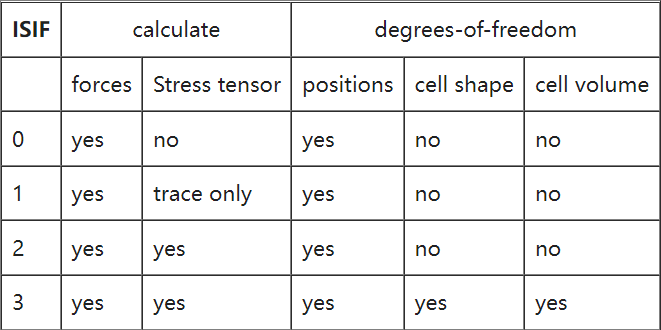 ISIF calculate degrees-of-freedom
forces Stress tensor positions cell shape cell volume
0 yes no yes no no
1 yes trace only yes no no
2 yes yes yes no no
3 yes yes yes yes yes